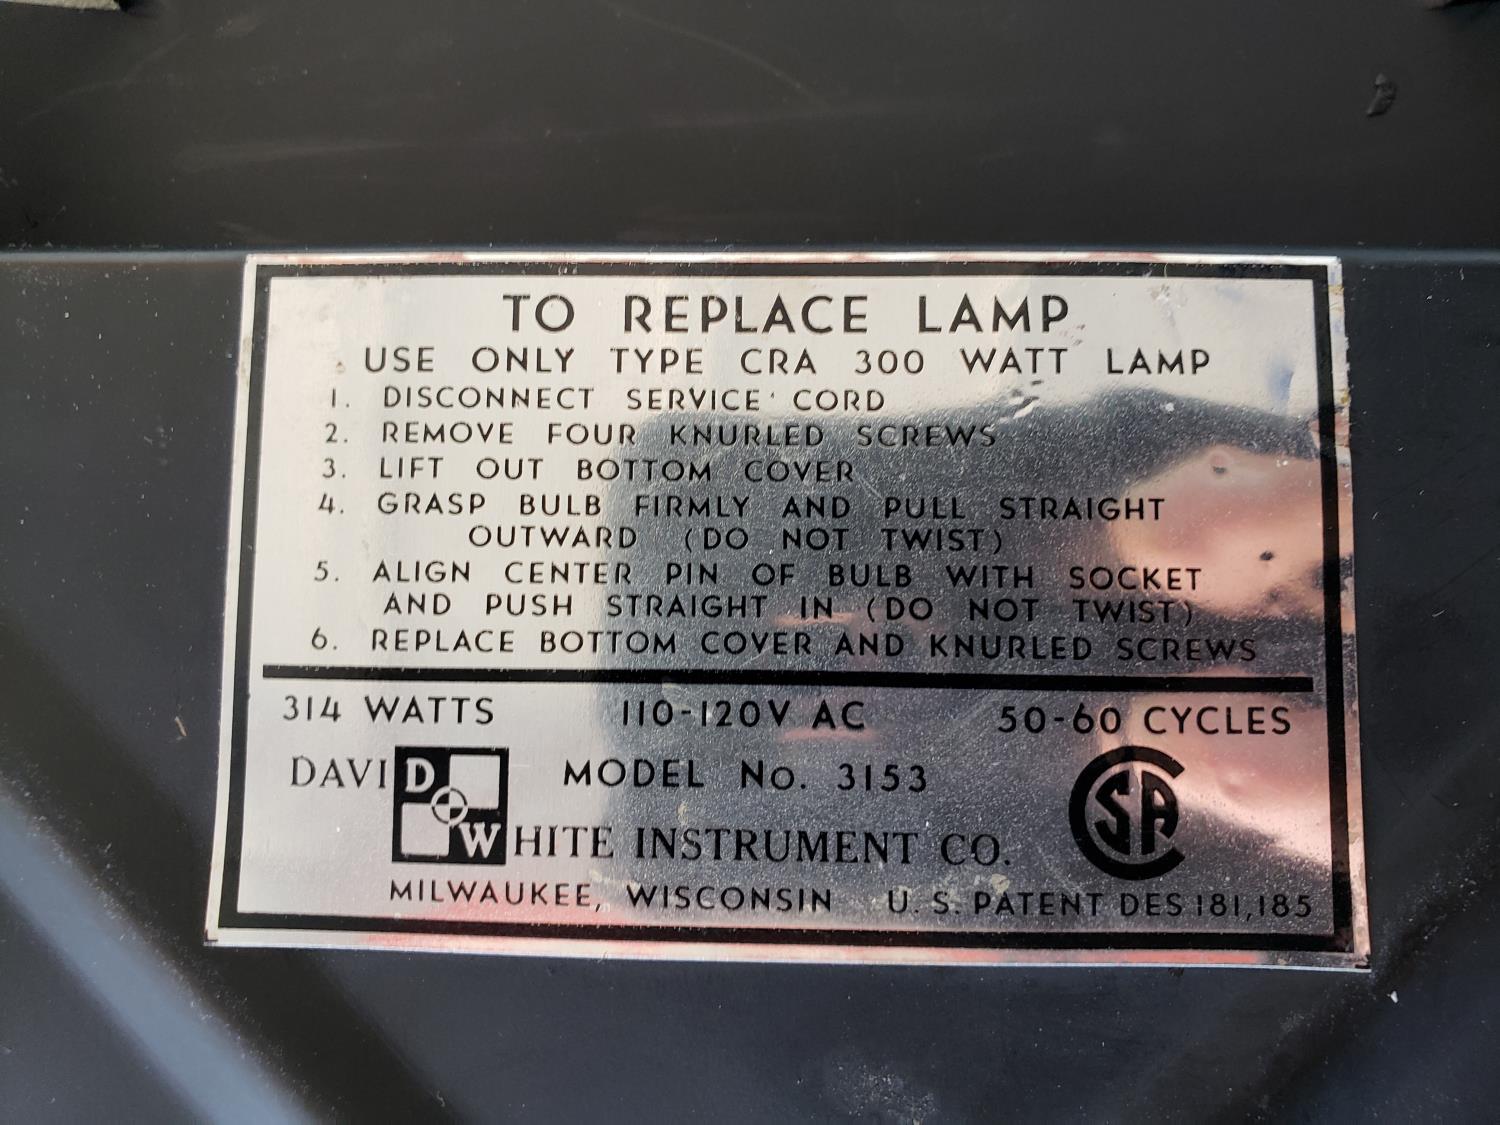 TO REPLACE LAMP
USE ONLY TYPE CRA 300 WATT LAMP
1. DISCONNECT SERVICE CORD
2. REMOVE FOUR KNURLED SCREWS
3. LIFT OUT BOTTOM COVER
4. GRASP BULB FIRMLY AND PULL STRAIGHT
OUTWARD (DO NOT TWIST)
5. ALIGN CENTER PIN OF BULB WITH SOCKET
AND PUSH STRAIGHT IN (DO NOT TWIST)
6. REPLACE BOTTOM COVER AND KNURLED SCREWS
314 WATTS 110-120V AC 50-60 CYCLES
DAVID MODEL No. 3153 SA
WHITE INSTRUMENT CO.
MILWAUKEE, WISCONSIN U. S. PATENT DES 181,185